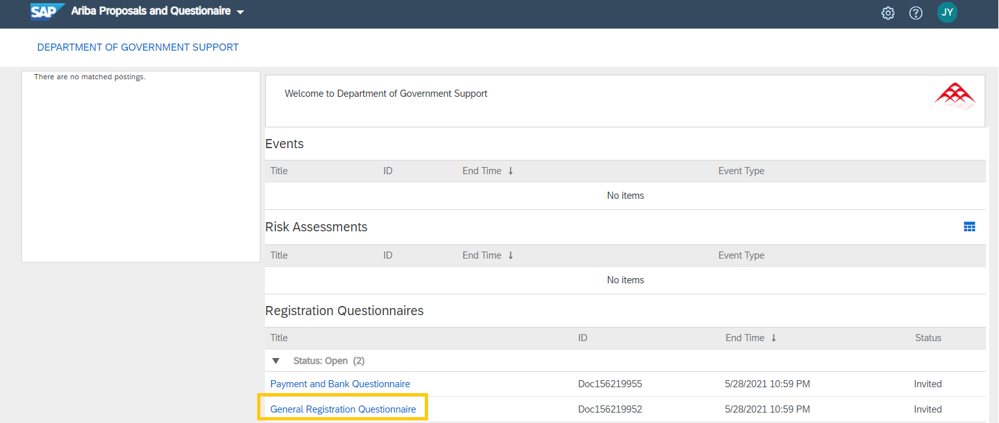 SAP Ariba Proposals and Questionaire
JY
DEPARTMENT OF GOVERNMENT SUPPORT
There are no matched postings.
Welcome to Department of Government Support
Events
Title ID End Time ↓ Event Type
No items
Risk Assessments
Title ID End Time ↓ Event Type
No items
Registration Questionnaires
Title ID End Time ↓ Status
▼ Status: Open (2)
Payment and Bank Questionnaire Doc156219955 5/28/2021 10:59 PM Invited
General Registration Questionnaire Doc156219952 5/28/2021 10:59 PM Invited